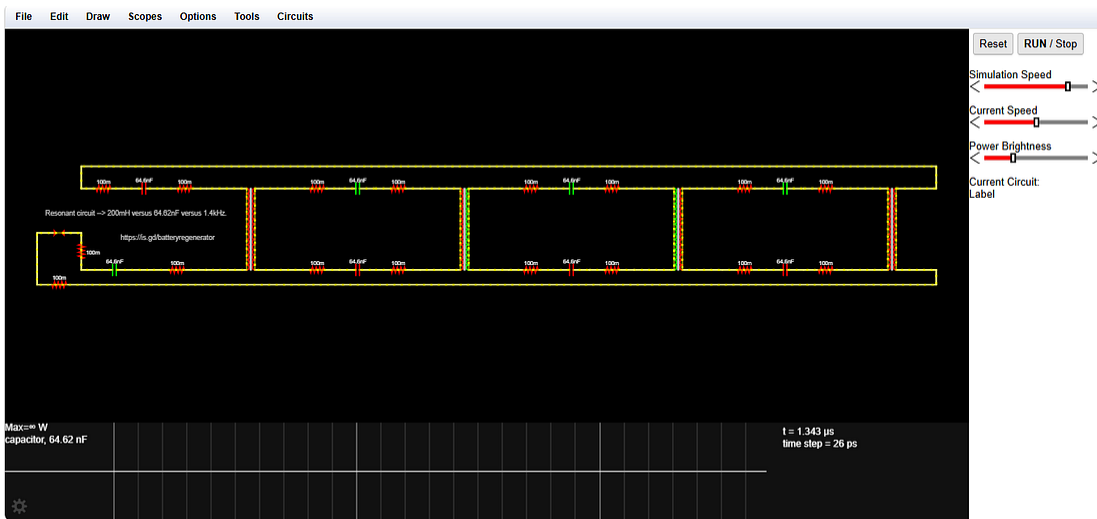 File Edit Draw Scopes Options Tools Circuits
Reset RUN / Stop
Simulation Speed
Current Speed
Power Brightness
Current Circuit:
Label
100m 64.6nF 100m 100m 64.6nF 100m 100m 64.6nF 100m 100m 64.6nF 100m
Resonant circuit --> 200mH versus 64.62nF versus 1.4kHz.
https://is.gd/batteryregenerator
100m
64.6nF 100m 100m 64.6nF 100m 100m 64.6nF 100m 100m 64.6nF 100m
100m
Max=∞ W
capacitor, 64.62 nF
t = 1.343 µs
time step = 26 ps